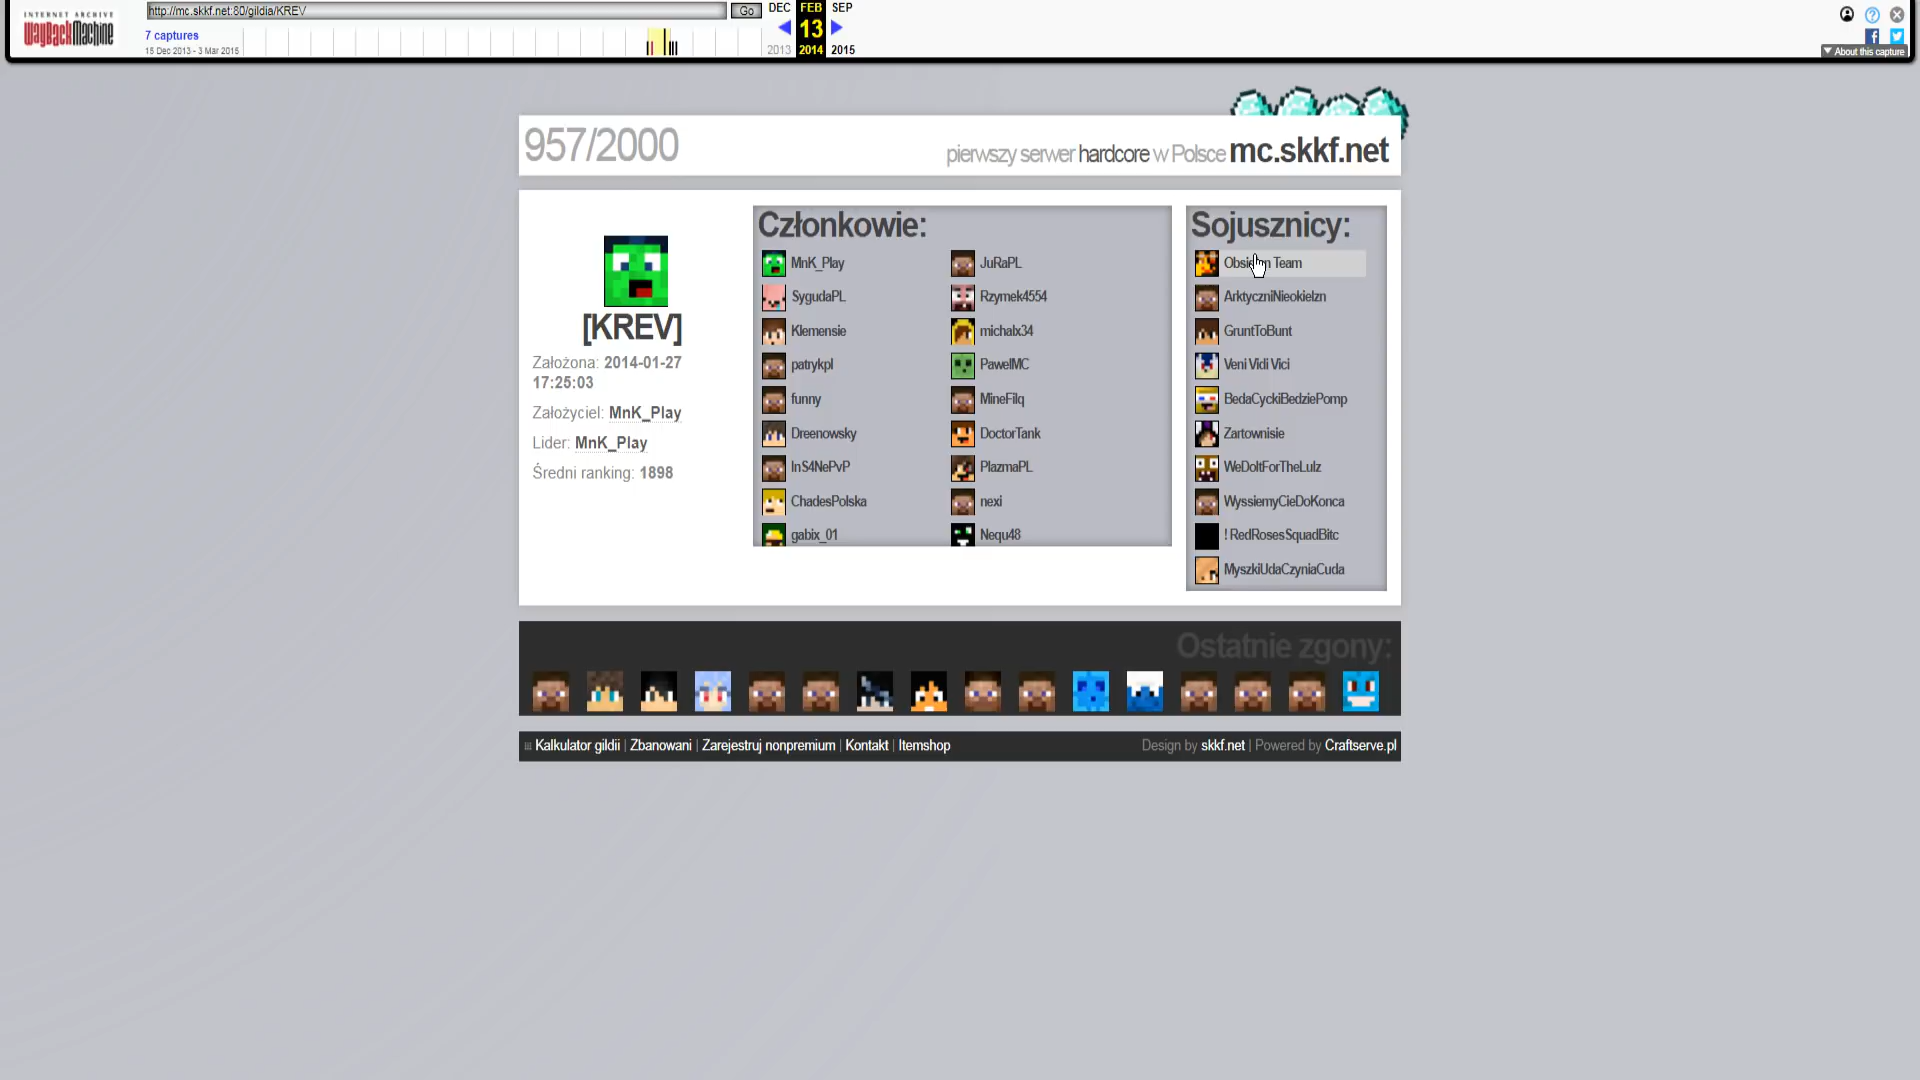 INTERNET ARCHIVE
WayBackMachine
http://mc.skkf.net:80/gildia/KREV
Go
DEC FEB SEP
7 captures
13
15 Dec 2013 - 3 Mar 2015
2013 2014 2015
About this capture
957/2000
pierwszy serwer hardcore w Polsce mc.skkf.net
[KREV]
Założona: 2014-01-27
17:25:03
Założyciel: MnK_Play
Lider: MnK_Play
Średni ranking: 1898
Członkowie:
MnK_Play JuRaPL
SygudaPL Rzymek4554
Klemensie michalx34
patrykpl PawelMC
funny MineFilq
Dreenowsky DoctorTank
InS4NePvP PlazmaPL
ChadesPolska nexi
gabix_01 Nequ48
Sojusznicy:
Team
ArktyczniNieokielzn
GruntToBunt
Veni Vidi Vici
BedaCyckiBedziePomp
Zartownisie
WeDoItForTheLulz
WyssiemyCieDoKonca
! RedRosesSquadBitc
MyszkiUdaCzyniaCuda
Ostatnie zgony:
Kalkulator gildii | Zbanowani | Zarejestruj nonpremium | Kontakt | Itemshop
Design by skkf.net | Powered by Craftserve.pl